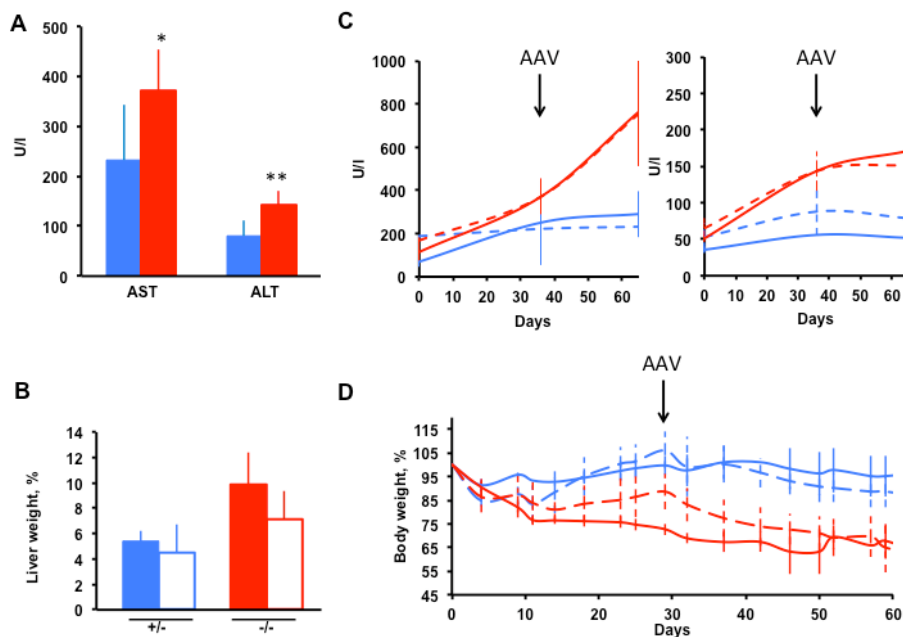 A
500
400
300
200
100
0
U/l
*
**
AST
ALT
C
AAV
1000
800
600
400
200
0
U/l
0 10 20 30 40 50 60
Days
AAV
300
250
200
150
100
50
0
U/l
0 10 20 30 40 50 60
Days
B
14
12
10
8
6
4
2
0
Liver weight, %
+/-
-/-
D
AAV
115
105
95
85
75
65
55
45
Body weight, %
0 10 20 30 40 50 60
Days